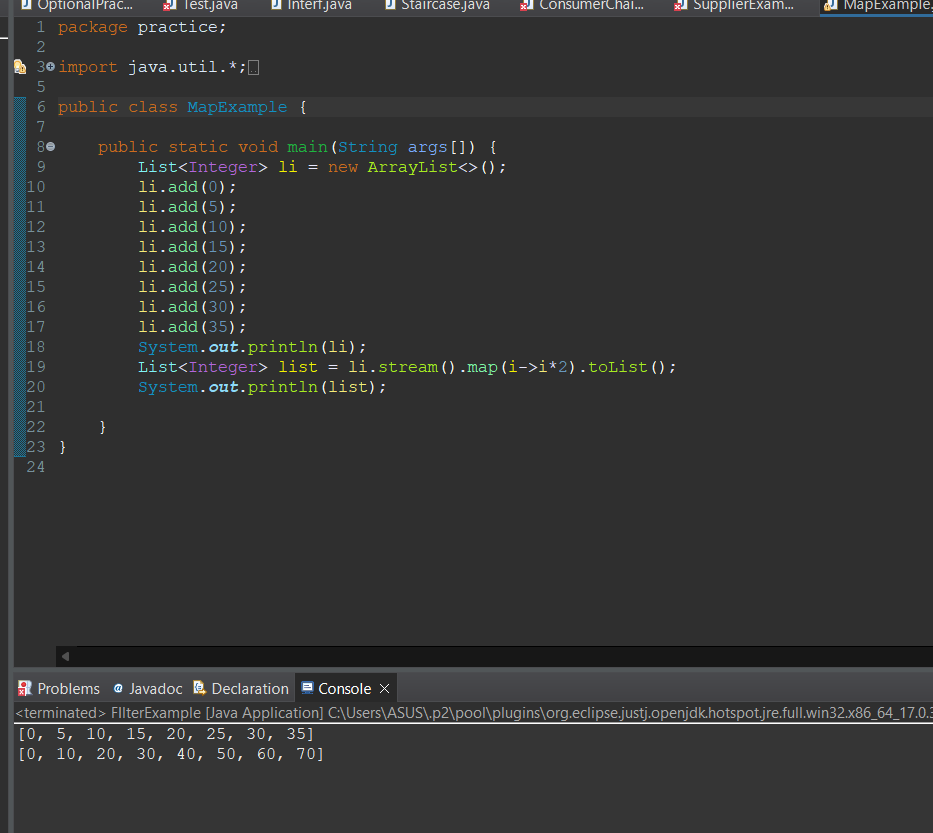 OptionalPrac... Test.java Interf.java Staircase.java ConsumerChai... SupplierExam... MapExample.
1 package practice;
2
3 import java.util.*;
5
6 public class MapExample {
7
8 public static void main(String args[]) {
9 List<Integer> li = new ArrayList<>();
10 li.add(0);
11 li.add(5);
12 li.add(10);
13 li.add(15);
14 li.add(20);
15 li.add(25);
16 li.add(30);
17 li.add(35);
18 System.out.println(li);
19 List<Integer> list = li.stream().map(i->i*2).toList();
20 System.out.println(list);
21
22 }
23 }
24
Problems Javadoc Declaration Console
<terminated> FIlterExample [Java Application] C:\Users\ASUS\.p2\pool\plugins\org.eclipse.justj.openjdk.hotspot.jre.full.win32.x86_64_17.0.3
[0, 5, 10, 15, 20, 25, 30, 35]
[0, 10, 20, 30, 40, 50, 60, 70]